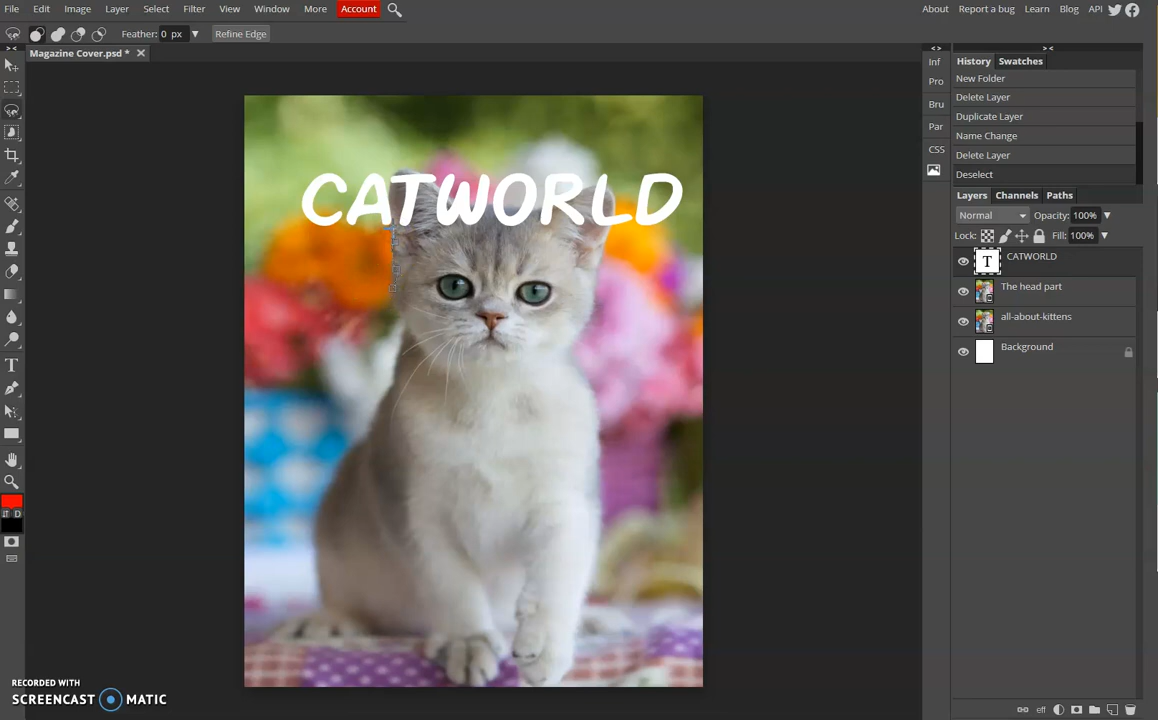 File Edit Image Layer Select Filter View Window More Account About Report a bug Learn Blog API
Feather: 0 px Refine Edge
Magazine Cover.psd *
Inf
Pro
Bru
Par
CSS
History Swatches
New Folder
Delete Layer
Duplicate Layer
Name Change
Delete Layer
Deselect
Layers Channels Paths
Normal Opacity: 100%
Lock: Fill: 100%
T CATWORLD
The head part
all-about-kittens
Background
CATWORLD
T
D
eff
RECORDED WITH
SCREENCAST MATIC